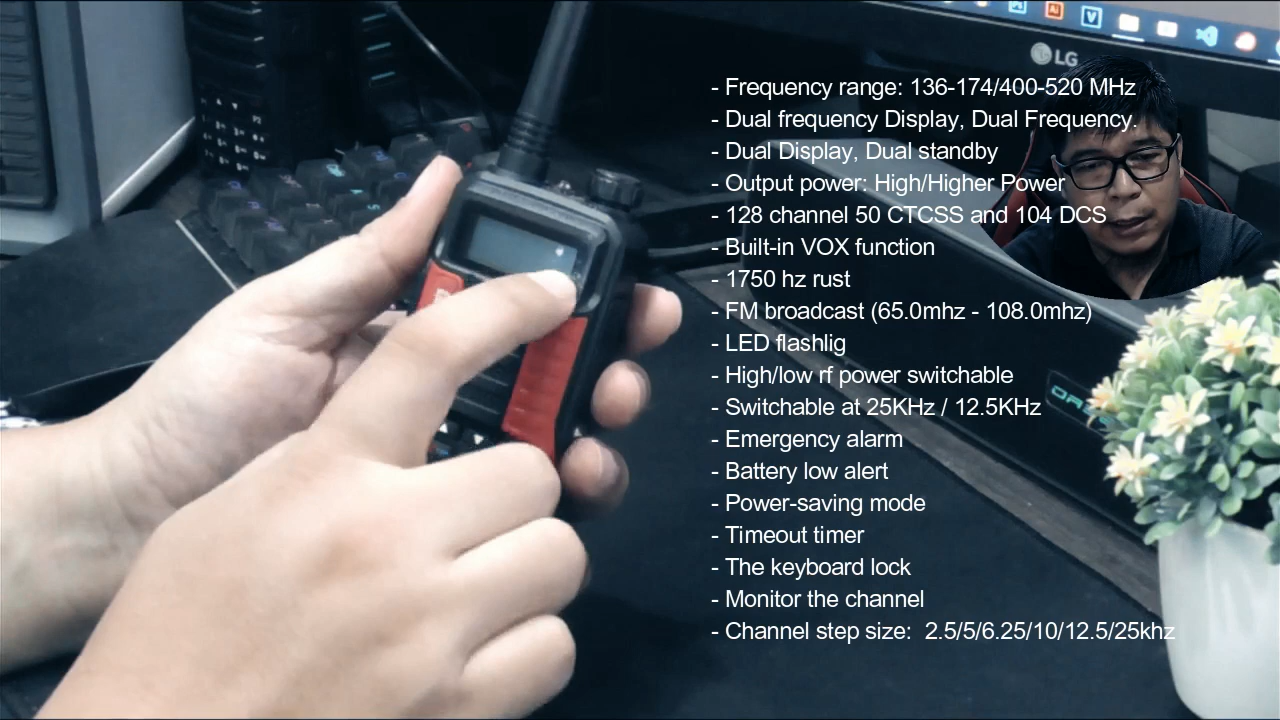 Ai
V
LG
- Frequency range: 136-174/400-520 MHz
- Dual frequency Display, Dual Frequency.
- Dual Display, Dual standby
- Output power: High/Higher Power
- 128 channel 50 CTCSS and 104 DCS
- Built-in VOX function
- 1750 hz rust
- FM broadcast (65.0mhz - 108.0mhz)
- LED flashlig
- High/low rf power switchable
- Switchable at 25KHz / 12.5KHz
- Emergency alarm
- Battery low alert
- Power-saving mode
- Timeout timer
- The keyboard lock
- Monitor the channel
- Channel step size:  2.5/5/6.25/10/12.5/25khz